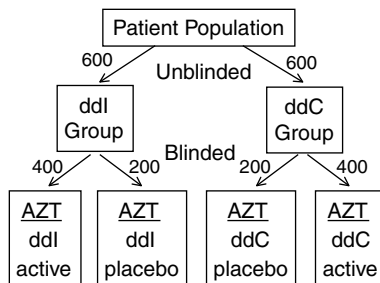 Patient Population
600 600
Unblinded
ddI ddC
Group Group
400 200 Blinded 200 400
AZT AZT AZT AZT
ddI ddI ddC ddC
active placebo placebo active